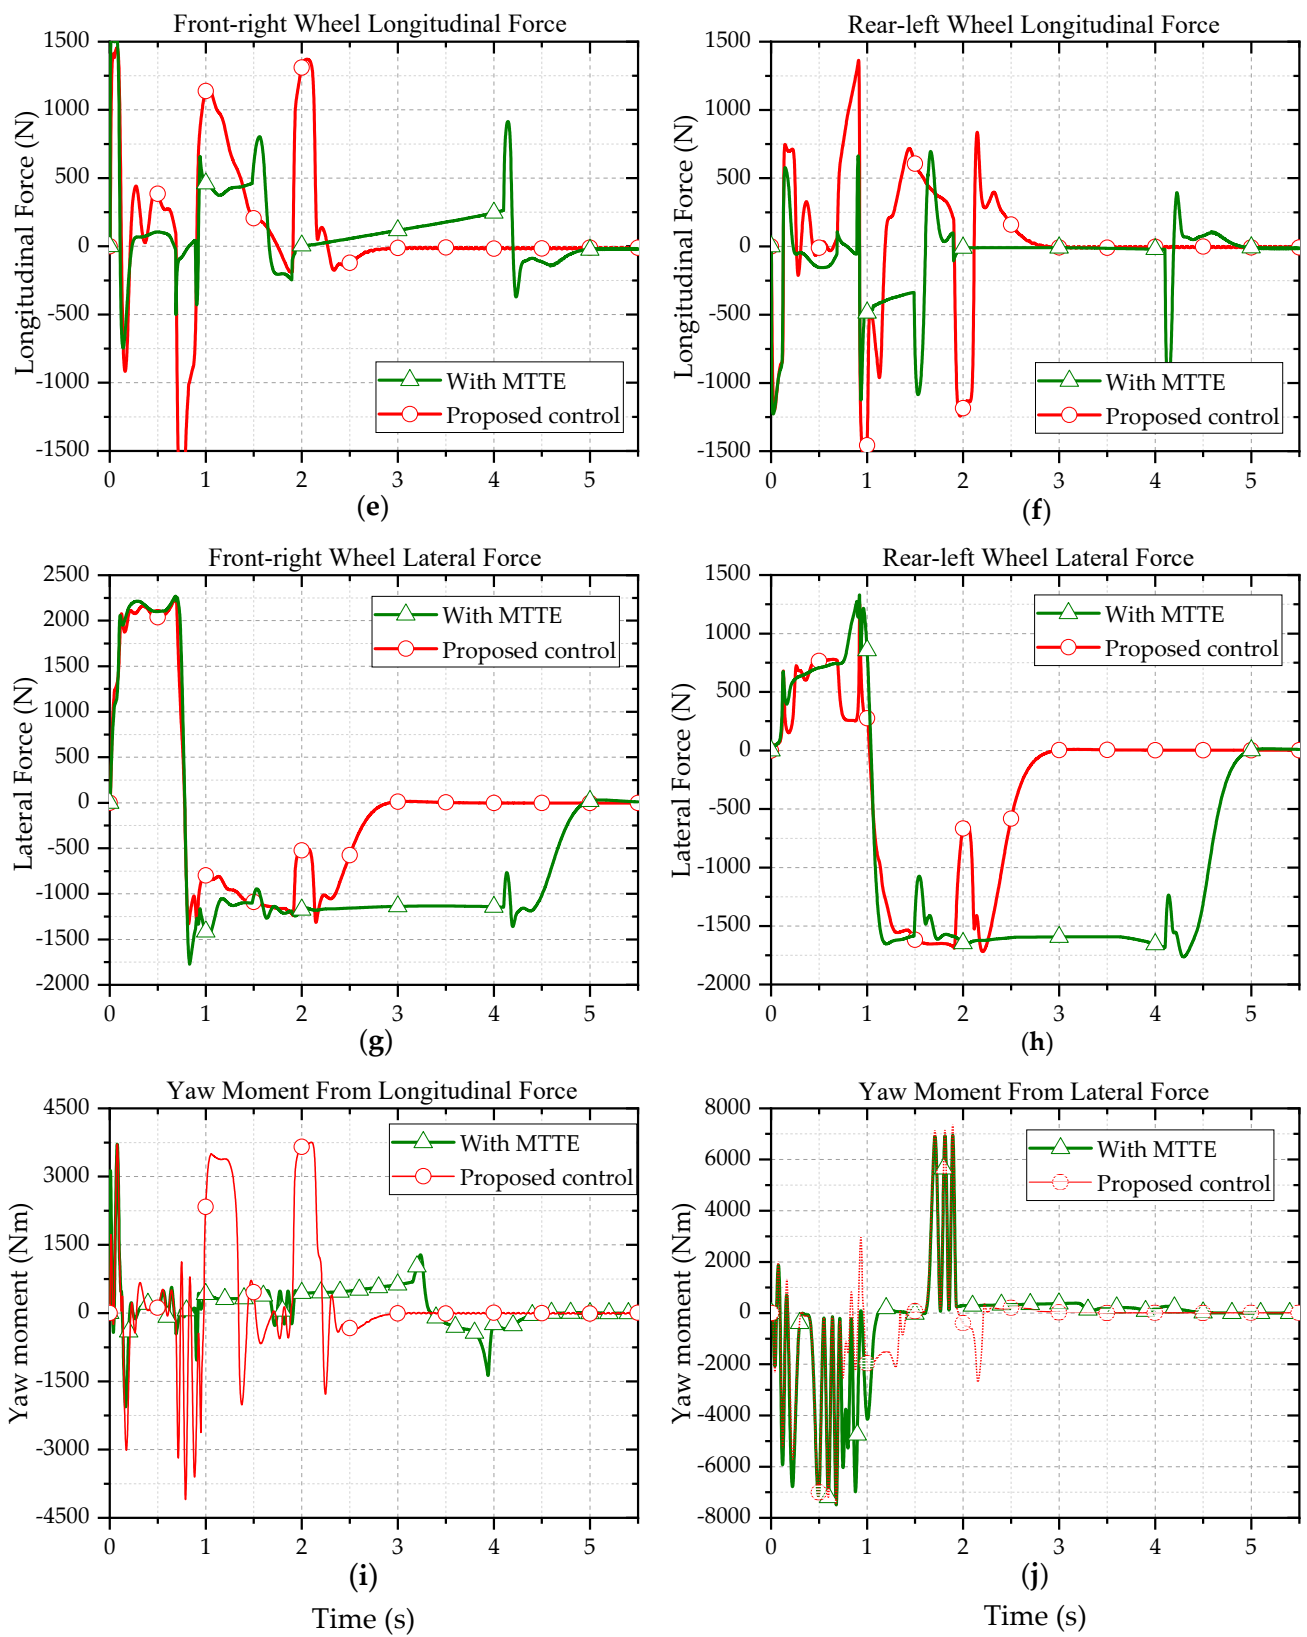 Front-right Wheel Longitudinal Force
Longitudinal Force (N)
1500
1000
500
0
-500
-1000
-1500
With MTTE
Proposed control
0 1 2 3 4 5
(e)
Rear-left Wheel Longitudinal Force
Longitudinal Force (N)
1500
1000
500
0
-500
-1000
-1500
With MTTE
Proposed control
0 1 2 3 4 5
(f)
Front-right Wheel Lateral Force
Lateral Force (N)
2500
2000
1500
1000
500
0
-500
-1000
-1500
-2000
With MTTE
Proposed control
0 1 2 3 4 5
(g)
Rear-left Wheel Lateral Force
Lateral Force (N)
1500
1000
500
0
-500
-1000
-1500
-2000
With MTTE
Proposed control
0 1 2 3 4 5
(h)
Yaw Moment From Longitudinal Force
Yaw moment (Nm)
4500
3000
1500
0
-1500
-3000
-4500
With MTTE
Proposed control
0 1 2 3 4 5
(i)
Time (s)
Yaw Moment From Lateral Force
Yaw moment (Nm)
8000
6000
4000
2000
0
-2000
-4000
-6000
-8000
With MTTE
Proposed control
0 1 2 3 4 5
(j)
Time (s)